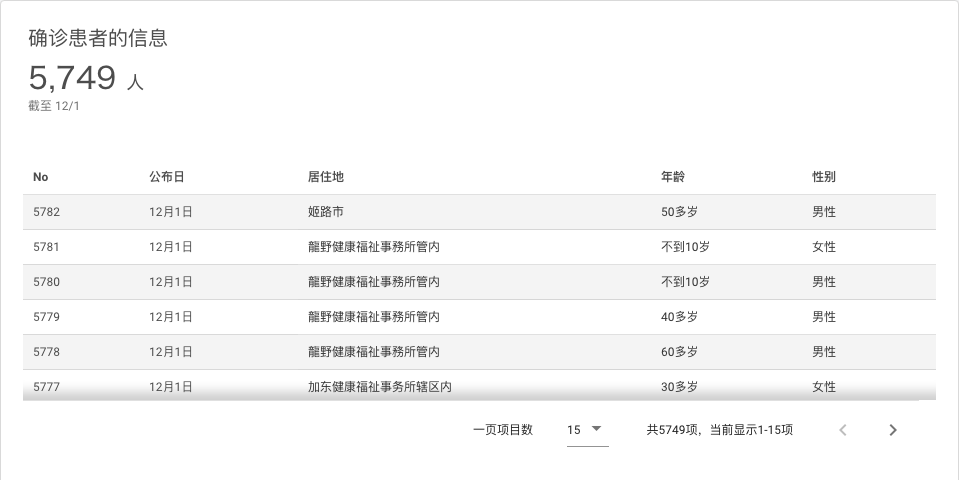 确诊患者的信息
5,749 人
截至 12/1
No 公布日 居住地 年龄 性别
5782 12月1日 姬路市 50多岁 男性
5781 12月1日 龍野健康福祉事務所管内 不到10岁 女性
5780 12月1日 龍野健康福祉事務所管内 不到10岁 男性
5779 12月1日 龍野健康福祉事務所管内 40多岁 男性
5778 12月1日 龍野健康福祉事務所管内 60多岁 男性
5777 12月1日 加东健康福祉事务所辖区内 30多岁 女性
一页项目数 15 共5749项，当前显示1-15项